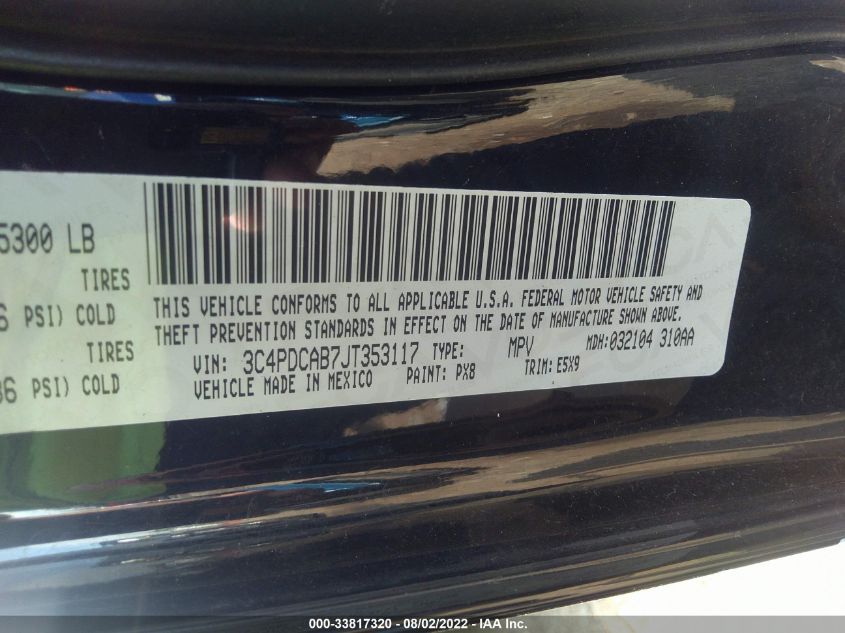 5300 LB
TIRES
6 PSI) COLD
TIRES
36 PSI) COLD
THIS VEHICLE CONFORMS TO ALL APPLICABLE U.S.A. FEDERAL MOTOR VEHICLE SAFETY AND
THEFT PREVENTION STANDARDS IN EFFECT ON THE DATE OF MANUFACTURE SHOWN ABOVE.
VIN: 3C4PDCAB7JT353117 TYPE: MPV MDH:032104 310AA
VEHICLE MADE IN MEXICO PAINT: PX8 TRIM: E5X9
000-33817320 - 08/02/2022 - IAA Inc.